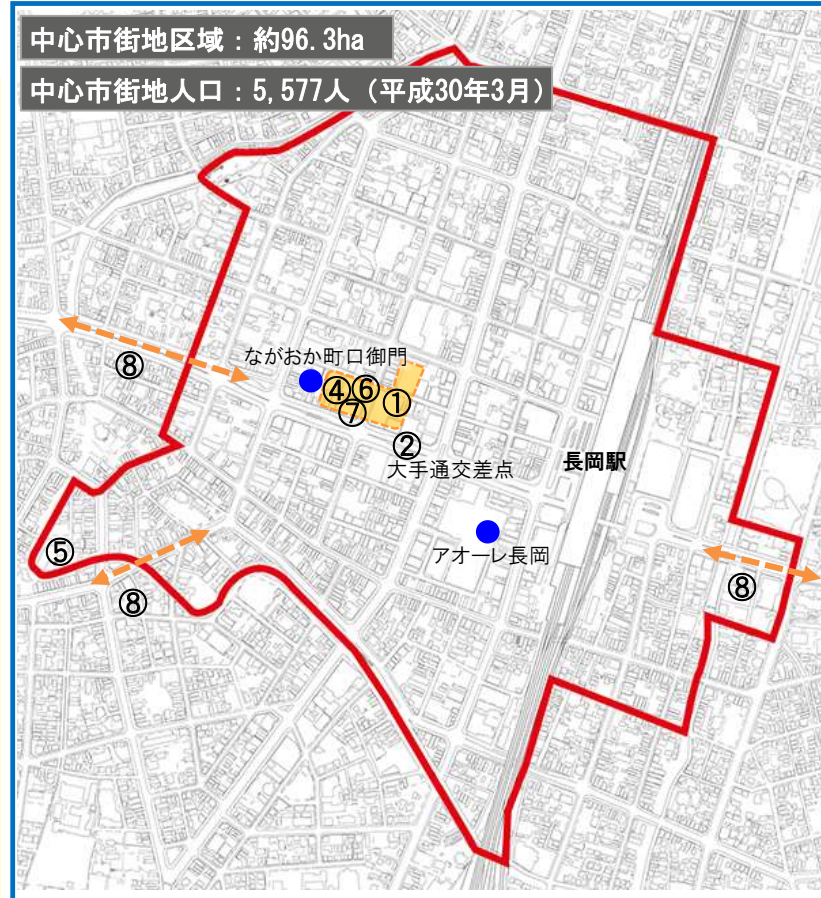 中心市街地区域：約96.3ha
中心市街地人口：5,577人（平成30年3月）
⑧
ながおか町口御門
④
⑥
①
⑦
②
大手通交差点
長岡駅
アオーレ長岡
⑤
⑧
⑧